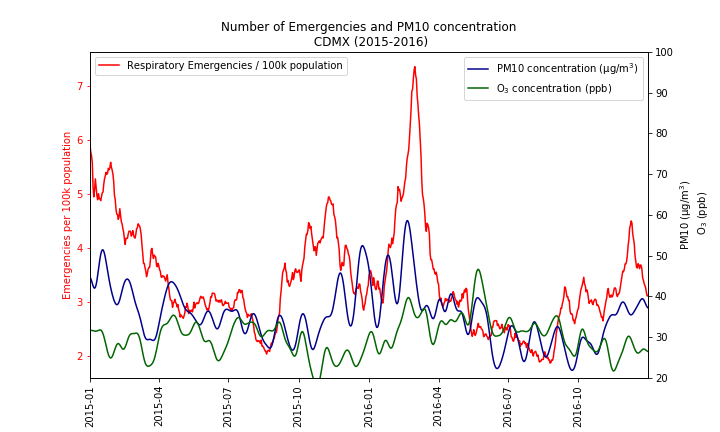 Number of Emergencies and PM10 concentration
CDMX (2015-2016)
Respiratory Emergencies / 100k population
PM10 concentration (µg/m³)
O₃ concentration (ppb)
Emergencies per 100k population
7
6
5
4
3
2
100
90
80
70
60
50
40
30
20
PM10 (µg/m³)
O₃ (ppb)
2015-01
2015-04
2015-07
2015-10
2016-01
2016-04
2016-07
2016-10